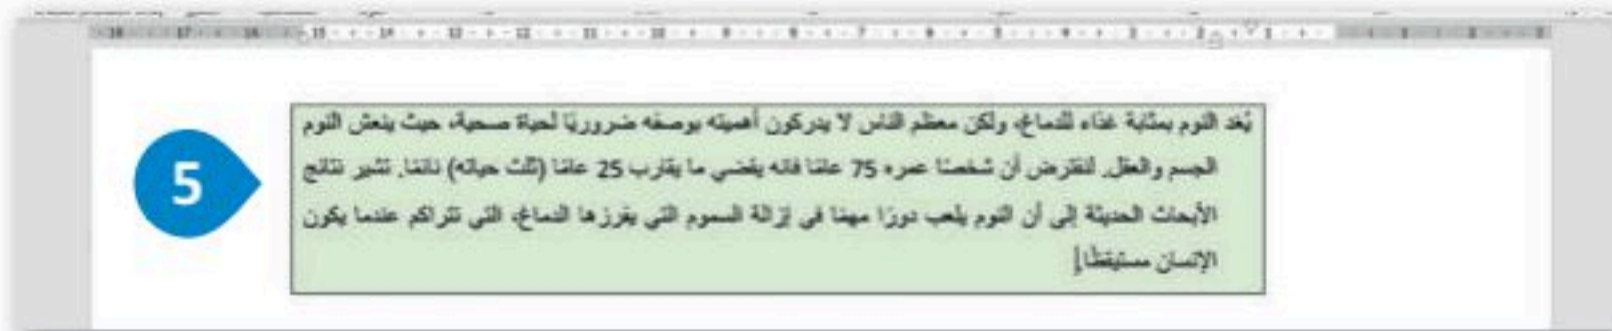 يُعَد النوم بمثابة غذاء للدماغ، ولكن معظم الناس لا يدركون أهميته بوصفه ضروريًا لحياة صحية، حيث ينعش النوم
5
الجسم والعقل. لنفترض أن شخصًا عمره 75 عامًا فانه يقضي ما يقارب 25 عامًا (ثلث حياته) نائمًا. تشير نتائج
الأبحاث الحديثة إلى أن النوم يلعب دورًا مهمًا في إزالة السموم التي يفرزها الدماغ، التي تتراكم عندما يكون
الإنسان مستيقظًا.